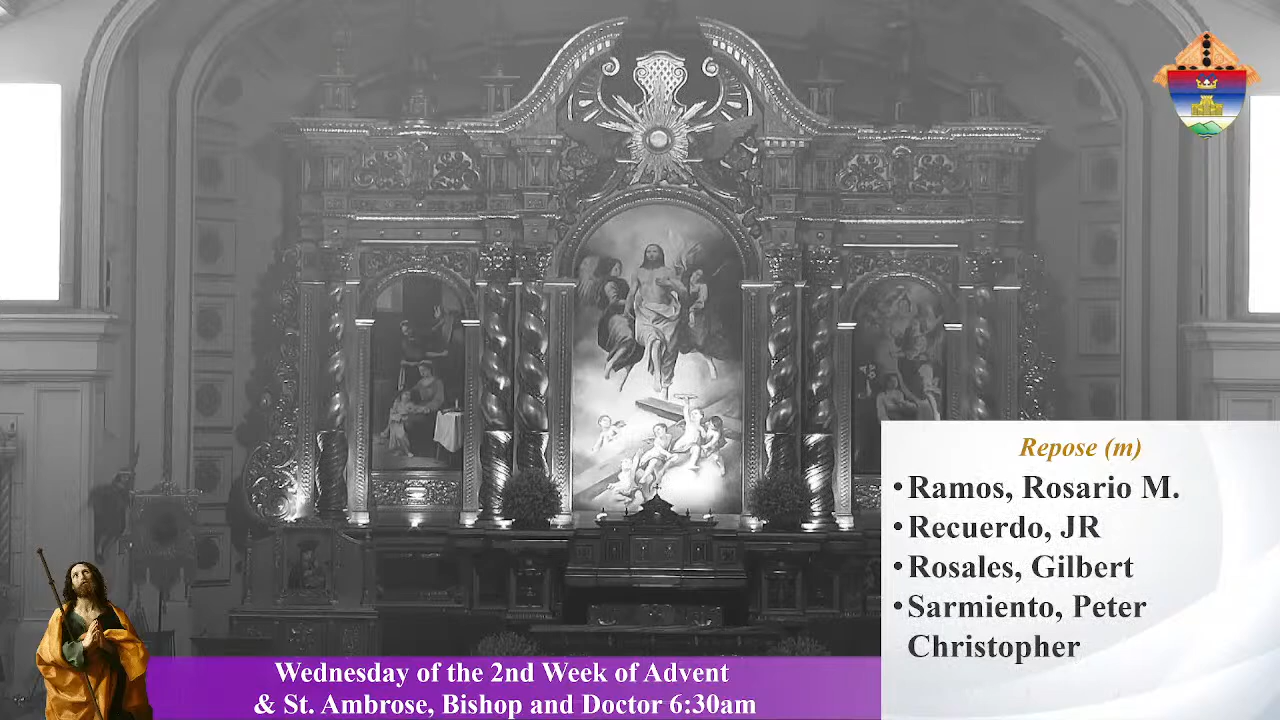 Repose (m)
• Ramos, Rosario M.
• Recuerdo, JR
• Rosales, Gilbert
• Sarmiento, Peter
Christopher
Wednesday of the 2nd Week of Advent
& St. Ambrose, Bishop and Doctor 6:30am